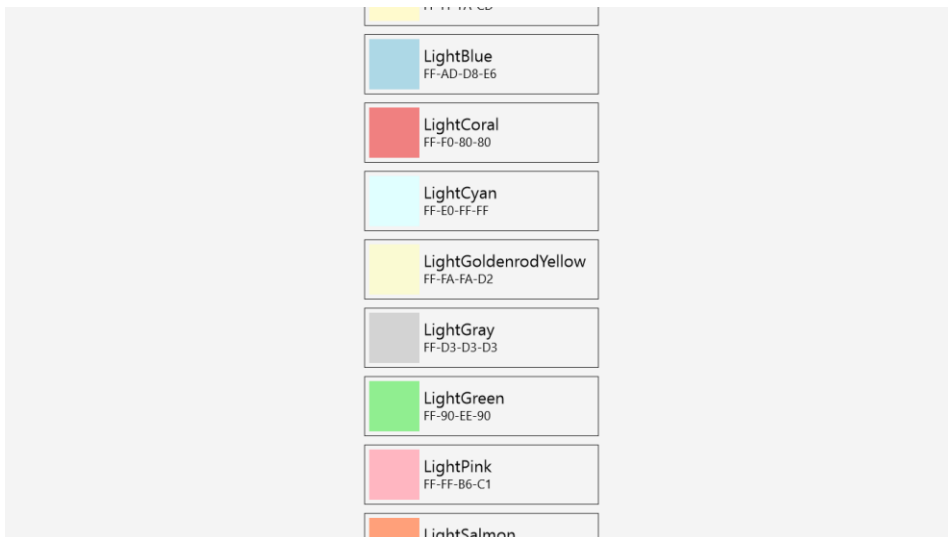 LightBlue
FF-AD-D8-E6
LightCoral
FF-F0-80-80
LightCyan
FF-E0-FF-FF
LightGoldenrodYellow
FF-FA-FA-D2
LightGray
FF-D3-D3-D3
LightGreen
FF-90-EE-90
LightPink
FF-FF-B6-C1
LightSalmon